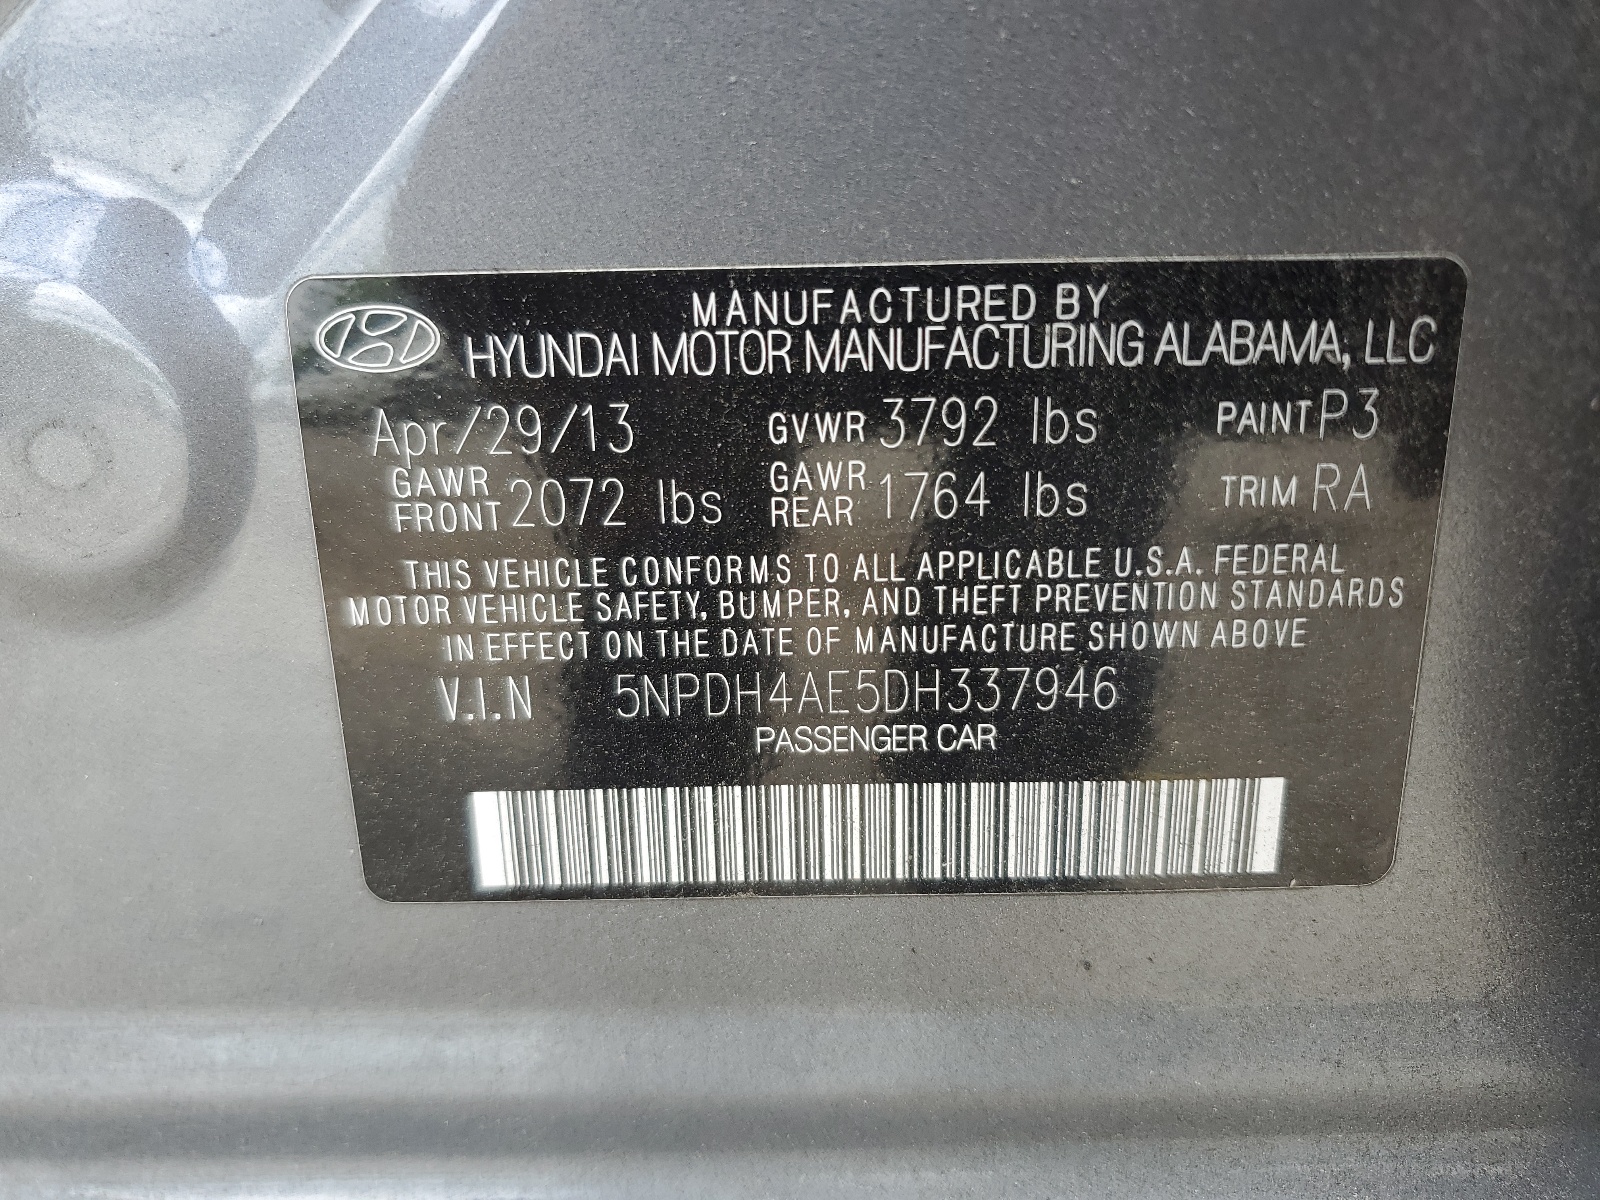 MANUFACTURED BY
HYUNDAI MOTOR MANUFACTURING ALABAMA, LLC
Apr/29/13 GVWR 3792 lbs PAINT P3
GAWR FRONT 2072 lbs GAWR REAR 1764 lbs TRIM RA
THIS VEHICLE CONFORMS TO ALL APPLICABLE U.S.A. FEDERAL
MOTOR VEHICLE SAFETY, BUMPER, AND THEFT PREVENTION STANDARDS
IN EFFECT ON THE DATE OF MANUFACTURE SHOWN ABOVE
V.I.N 5NPDH4AE5DH337946
PASSENGER CAR